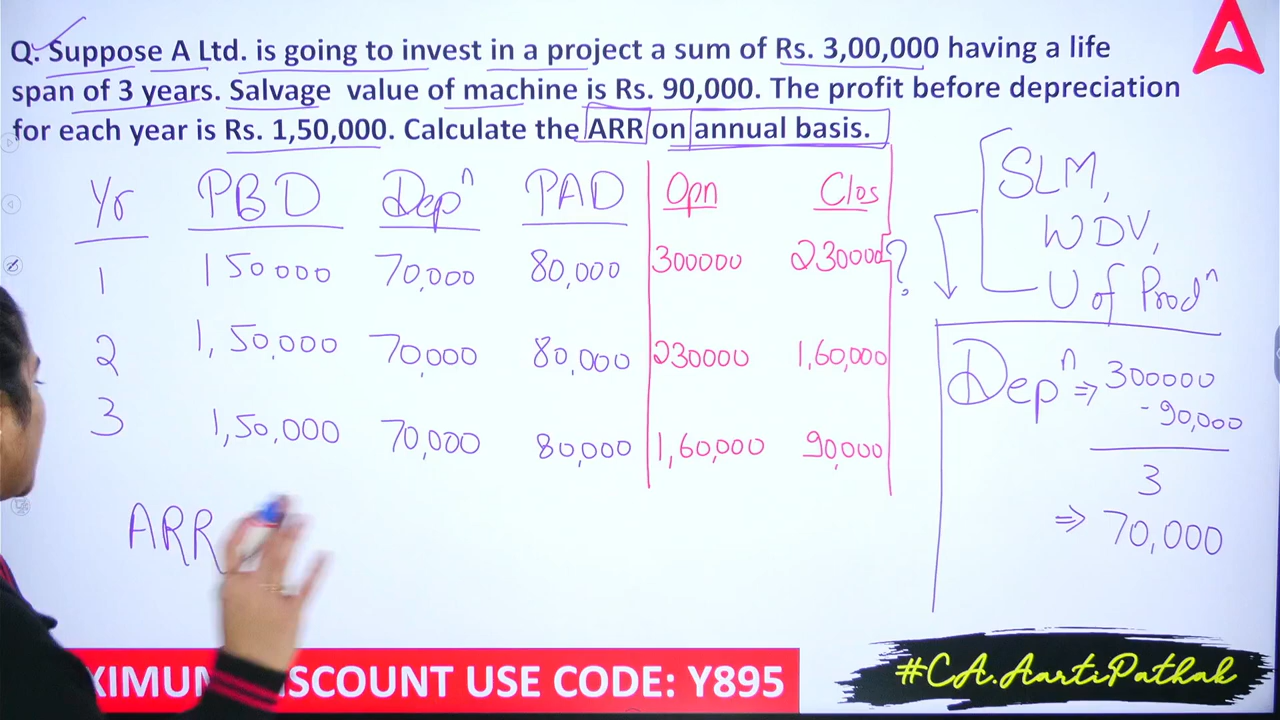 Q. Suppose A Ltd. is going to invest in a project a sum of Rs. 3,00,000 having a life
span of 3 years. Salvage value of machine is Rs. 90,000. The profit before depreciation
for each year is Rs. 1,50,000. Calculate the ARR on annual basis.
Yr PBD Depⁿ PAD Opn Clos
1 150000 70,000 80,000 300000 230000 ?
2 1,50,000 70,000 80,000 230000 1,60,000
3 1,50,000 70,000 80,000 1,60,000 90,000
ARR
SLM,
WDV,
U of Prodⁿ
Depⁿ ⇒ 300000
- 90,000
3
⇒ 70,000
XIMUM DISCOUNT USE CODE: Y895
#CA.AartiPathak